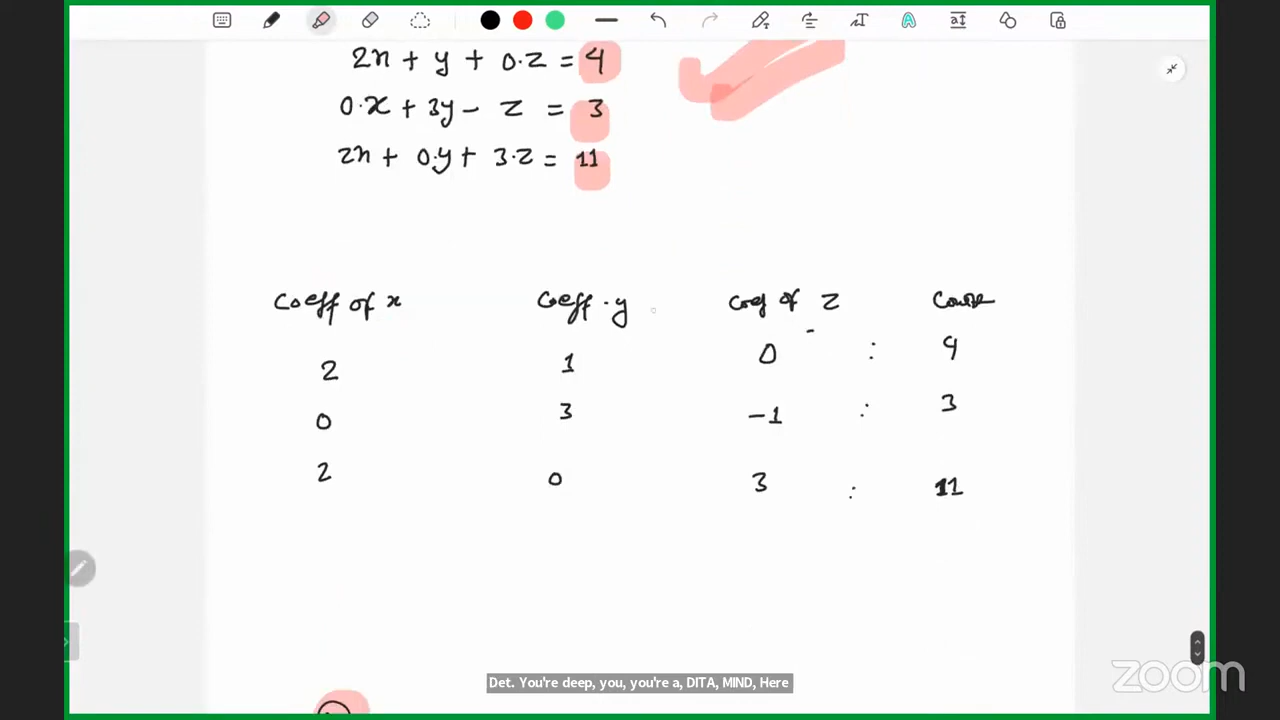 2x + y + 0.z = 4
0.x + 3y - z = 3
2x + 0.y + 3.z = 11
Coeff of x Coeff.y Coef of z Const
2 1 0 : 4
0 3 -1 : 3
2 0 3 : 11
Det. You're deep, you, you're a, DITA, MIND, Here
zoom